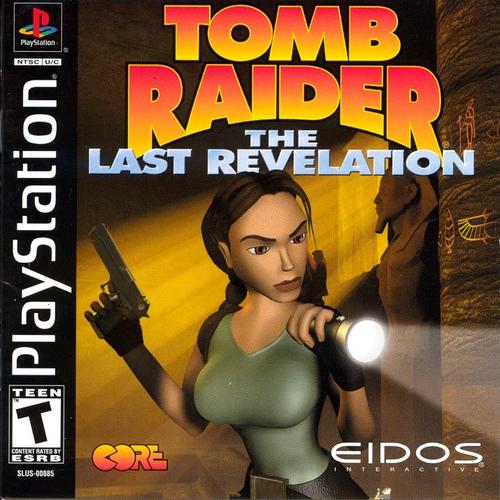 PlayStation
NTSC U/C
PlayStation
TEEN
T
CONTENT RATED BY
ESRB
SLUS-00885
TOMB
RAIDER
THE
LAST REVELATION
CORE
EIDOS
INTERACTIVE